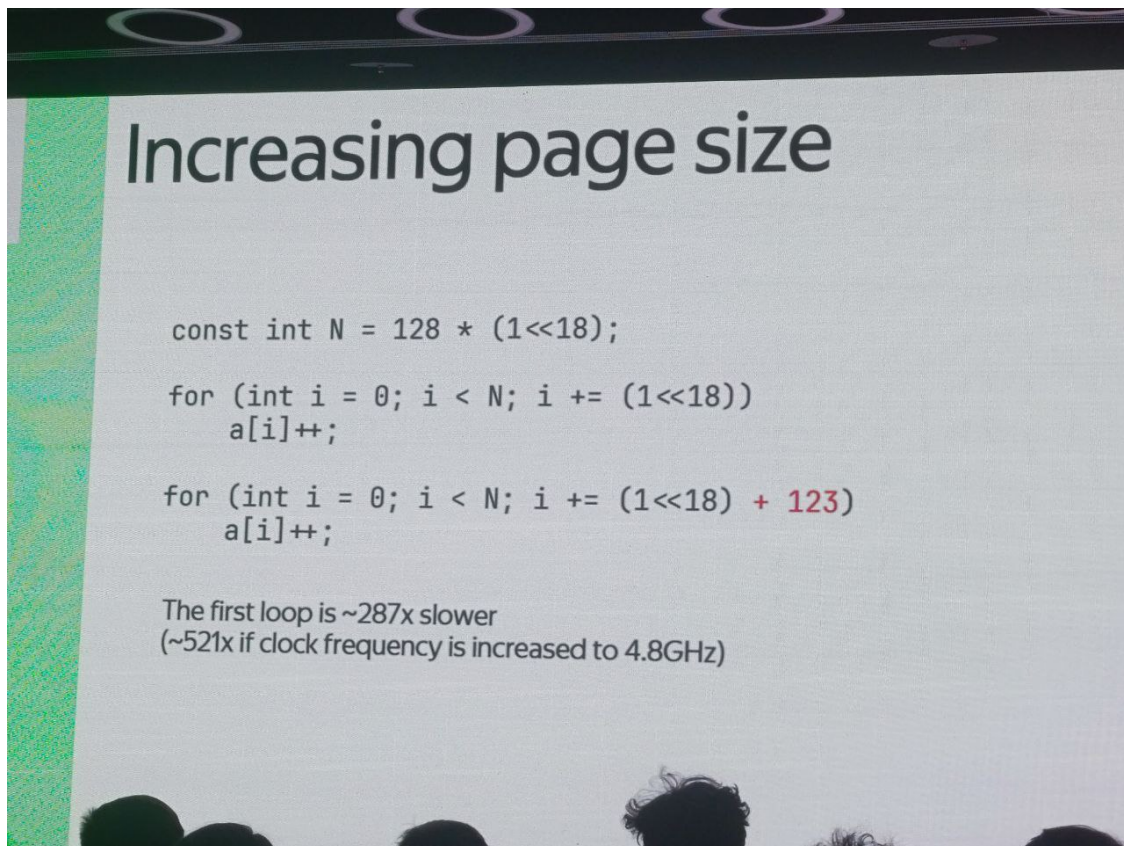 Increasing page size
const int N = 128 * (1<<18);
for (int i = 0; i < N; i += (1<<18))
a[i]++;
for (int i = 0; i < N; i += (1<<18) + 123)
a[i]++;
The first loop is ~287x slower
(~521x if clock frequency is increased to 4.8GHz)